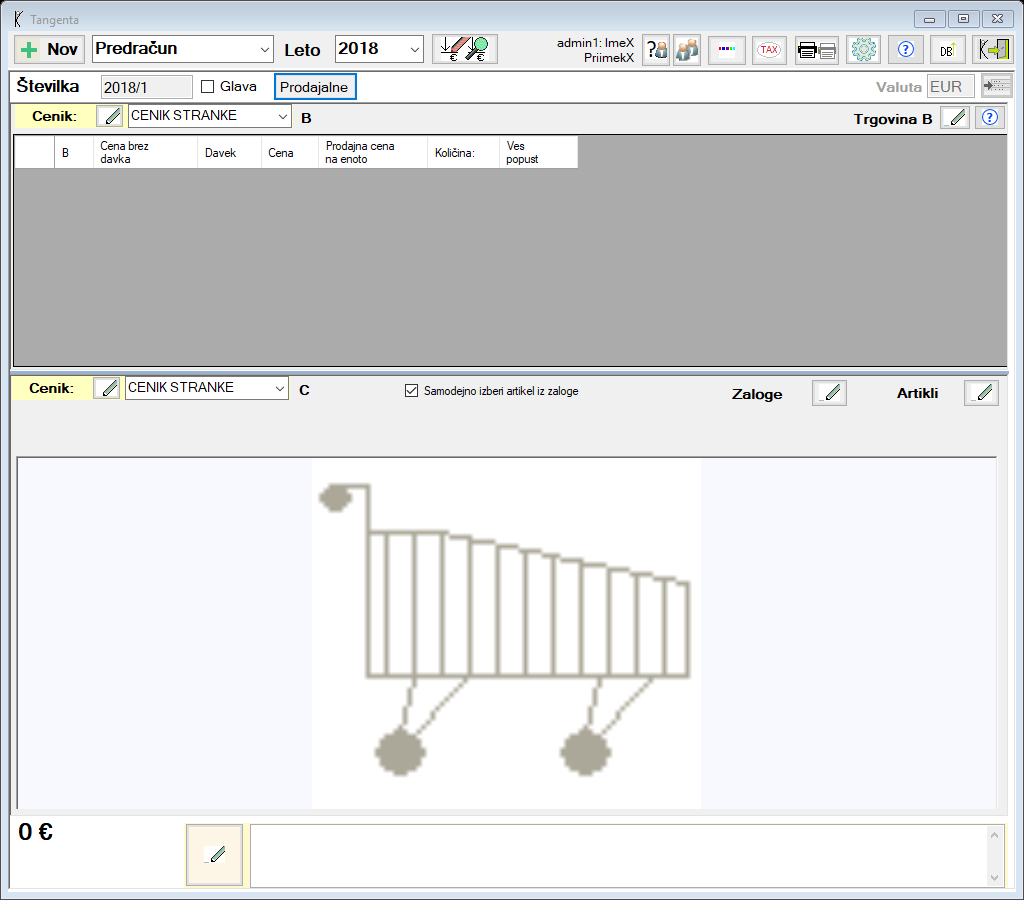 Tangenta
Nov Predračun Leto 2018 admin1: ImeX
PriimekX
? TAX ? DB
Številka 2018/1 Glava Prodajalne Valuta EUR
Cenik: CENIK STRANKE B Trgovina B ?
B Cena brez davka Davek Cena Prodajna cena na enoto Količina: Ves popust
Cenik: CENIK STRANKE C Samodejno izberi artikel iz zaloge Zaloge Artikli
0 €